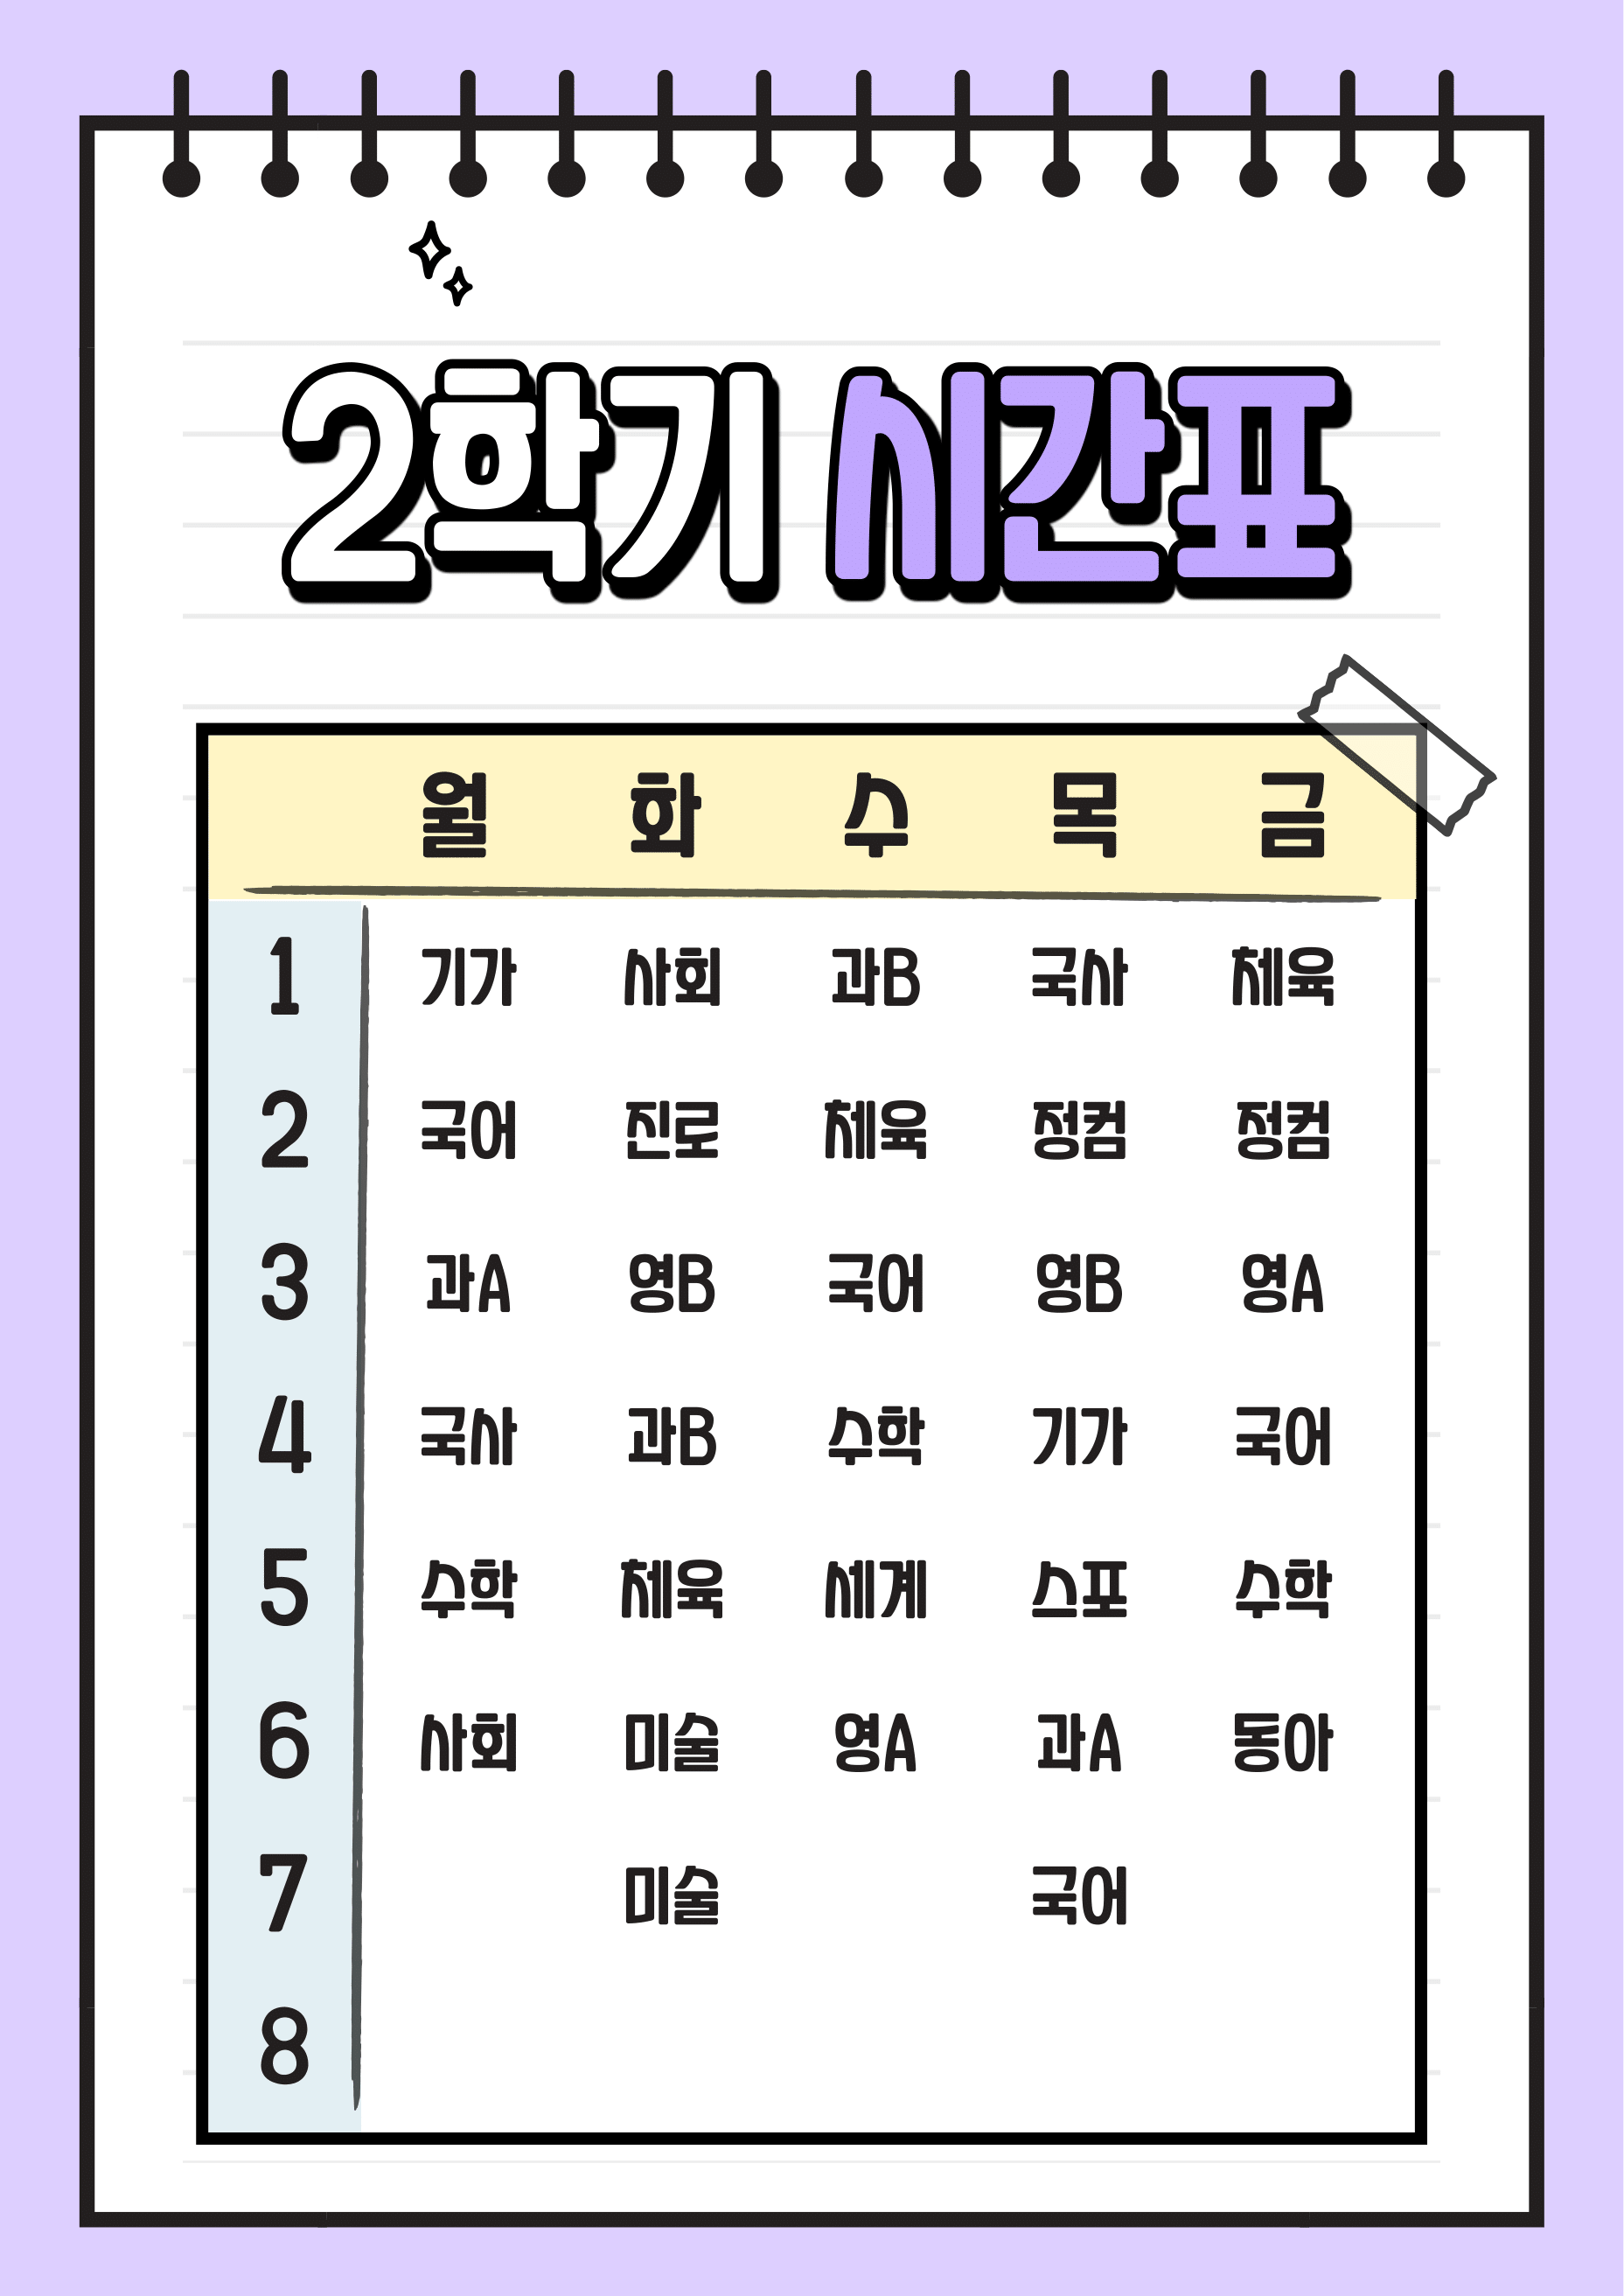 2학기 시간표
월 화 수 목 금
1 기가 사회 과B 국사 체육
2 국어 진로 체육 정컴 정컴
3 과A 영B 국어 영B 영A
4 국사 과B 수학 기가 국어
5 수학 체육 세계 스포 수학
6 사회 미술 영A 과A 동아
7 미술 국어
8